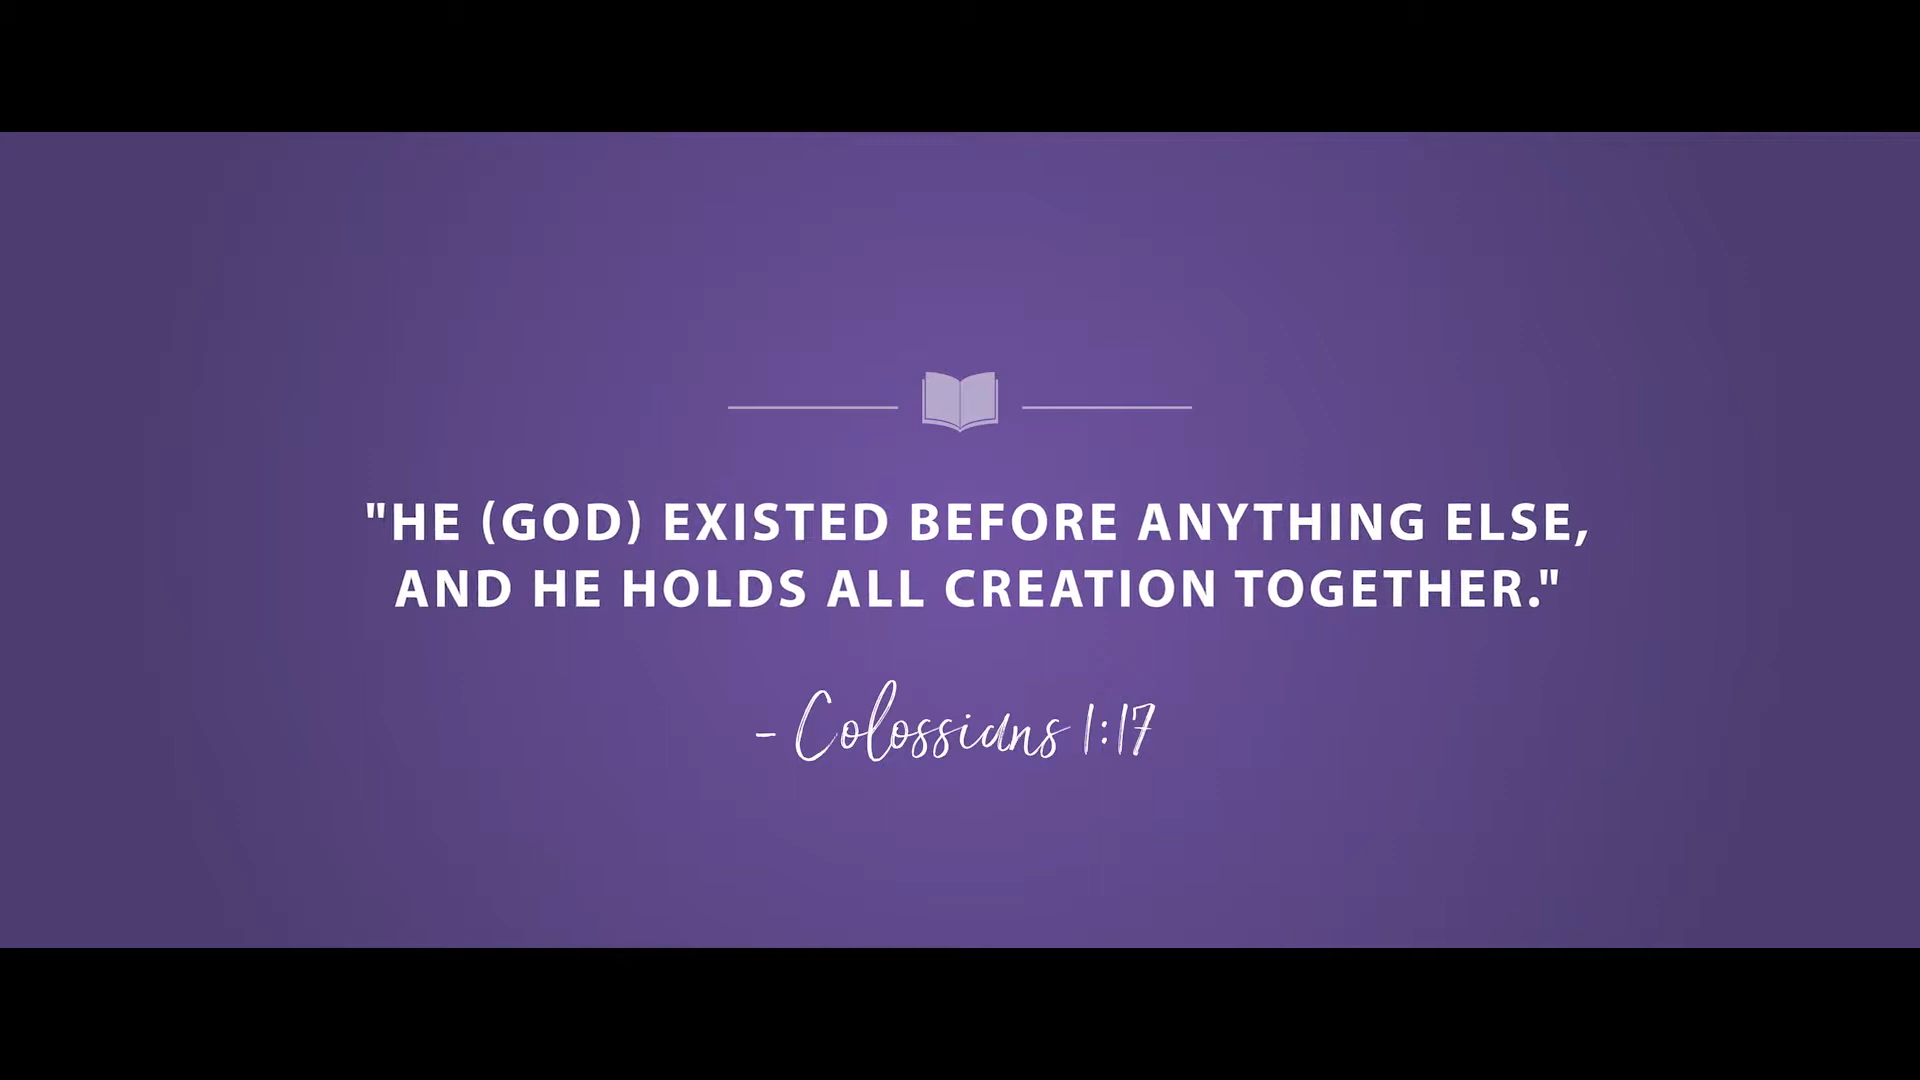 "HE (GOD) EXISTED BEFORE ANYTHING ELSE,
AND HE HOLDS ALL CREATION TOGETHER."
- Colossians 1:17